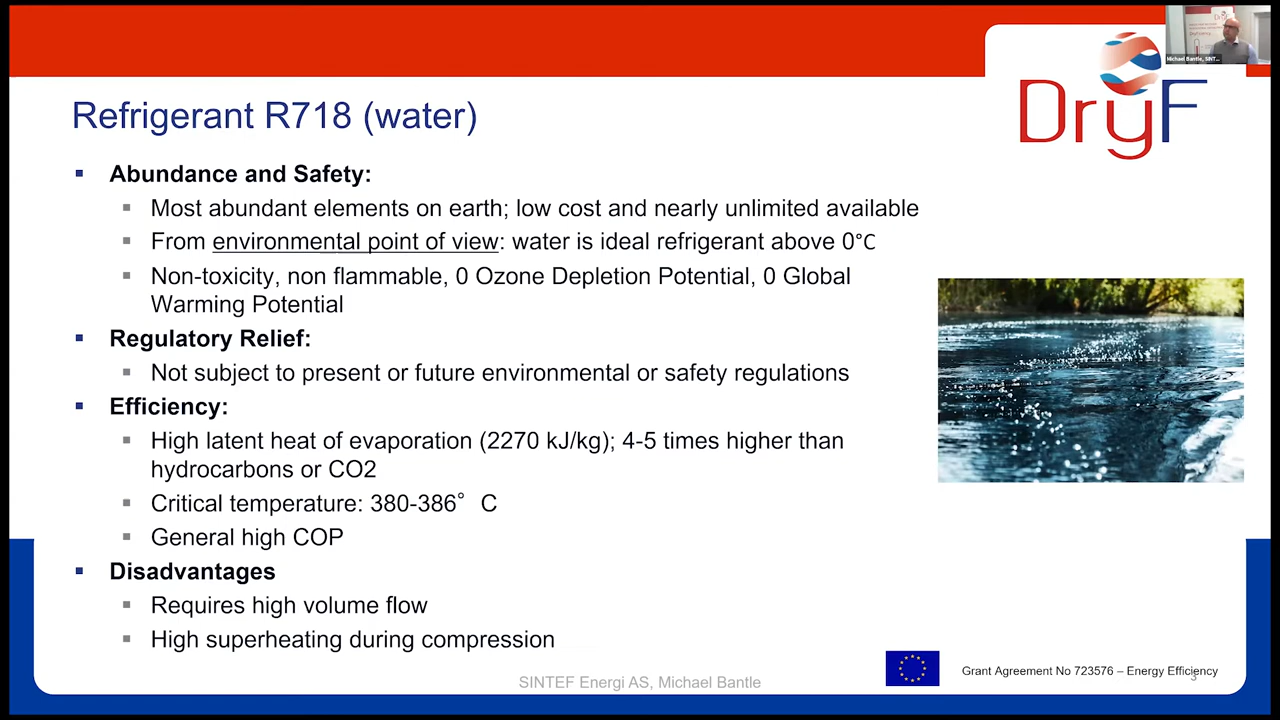 Michael Bantle, SINT...
DryF
Refrigerant R718 (water)
▪ Abundance and Safety:
▪ Most abundant elements on earth; low cost and nearly unlimited available
▪ From environmental point of view: water is ideal refrigerant above 0°C
▪ Non-toxicity, non flammable, 0 Ozone Depletion Potential, 0 Global
Warming Potential
▪ Regulatory Relief:
▪ Not subject to present or future environmental or safety regulations
▪ Efficiency:
▪ High latent heat of evaporation (2270 kJ/kg); 4-5 times higher than
hydrocarbons or CO2
▪ Critical temperature: 380-386° C
▪ General high COP
▪ Disadvantages
▪ Requires high volume flow
▪ High superheating during compression
SINTEF Energi AS, Michael Bantle
Grant Agreement No 723576 – Energy Efficiency